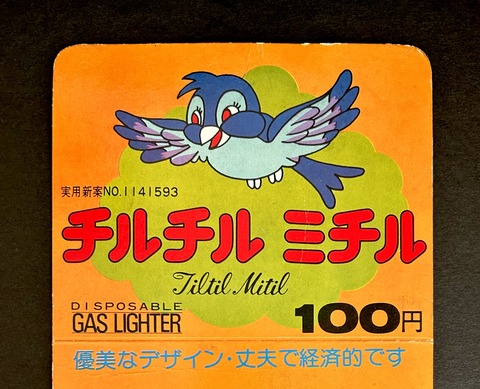 実用新案NO.1141593
チルチル ミチル
Tiltil Mitil
DISPOSABLE
GAS LIGHTER
100円
優美なデザイン・丈夫で経済的です